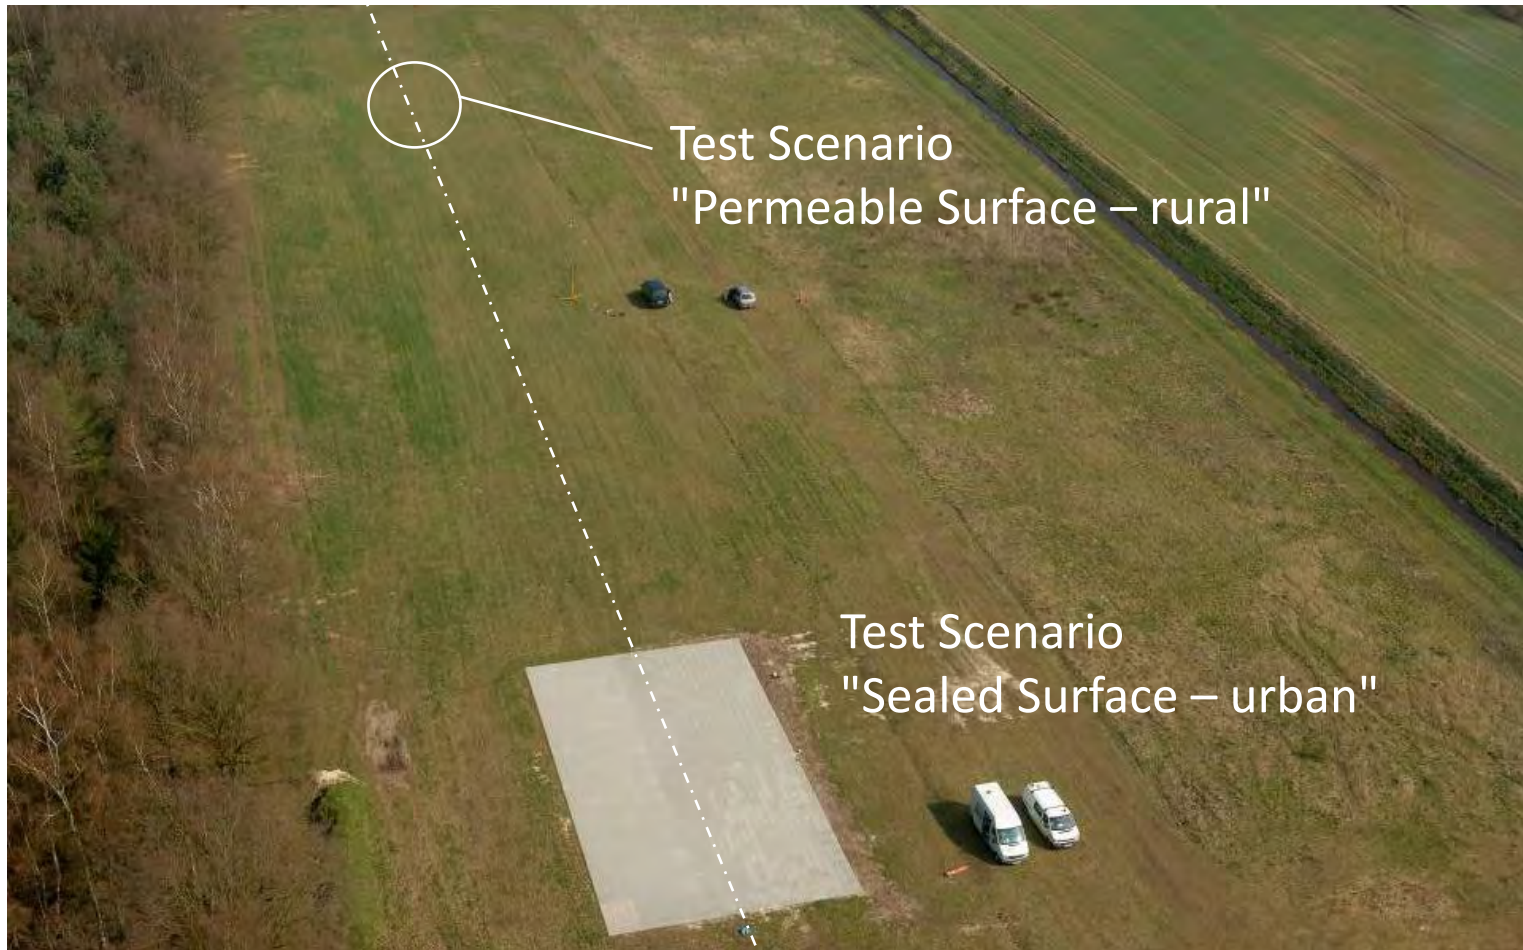 Test Scenario
"Permeable Surface – rural"
Test Scenario
"Sealed Surface – urban"